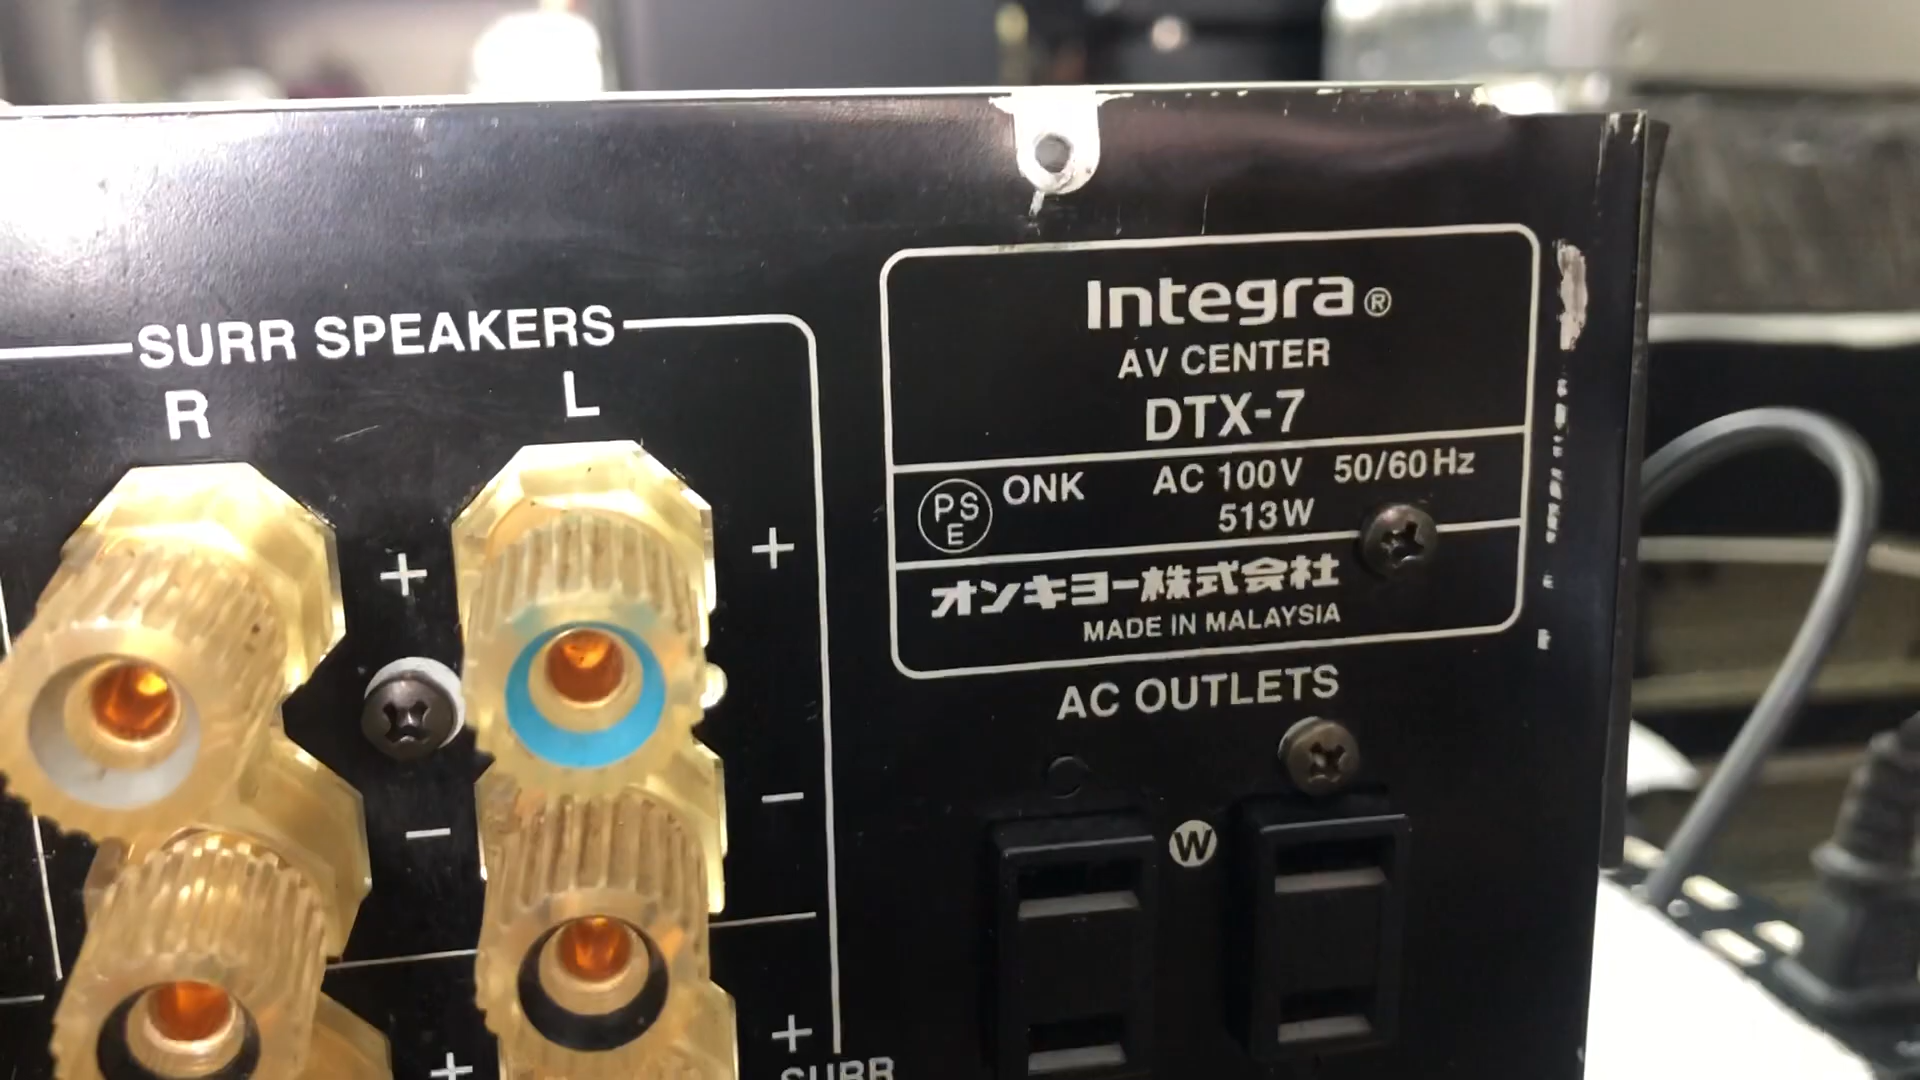 SURR SPEAKERS
R
L
+
+
−
−
+
+
SURR
Integra®
AV CENTER
DTX-7
PS
E
ONK
AC 100V 50/60Hz
513W
オンキヨー株式会社
MADE IN MALAYSIA
AC OUTLETS
W